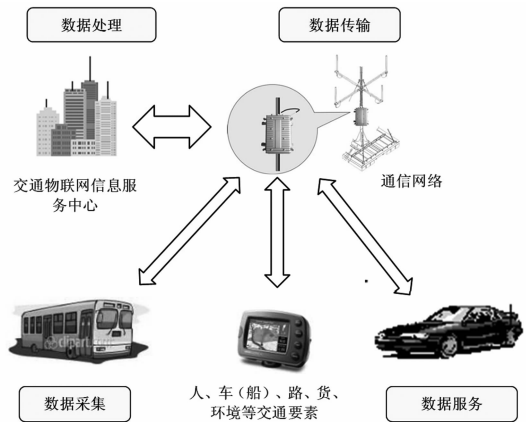 数据处理
数据传输
交通物联网信息服
务中心
通信网络
人、车（船）、路、货、
环境等交通要素
数据采集
数据服务